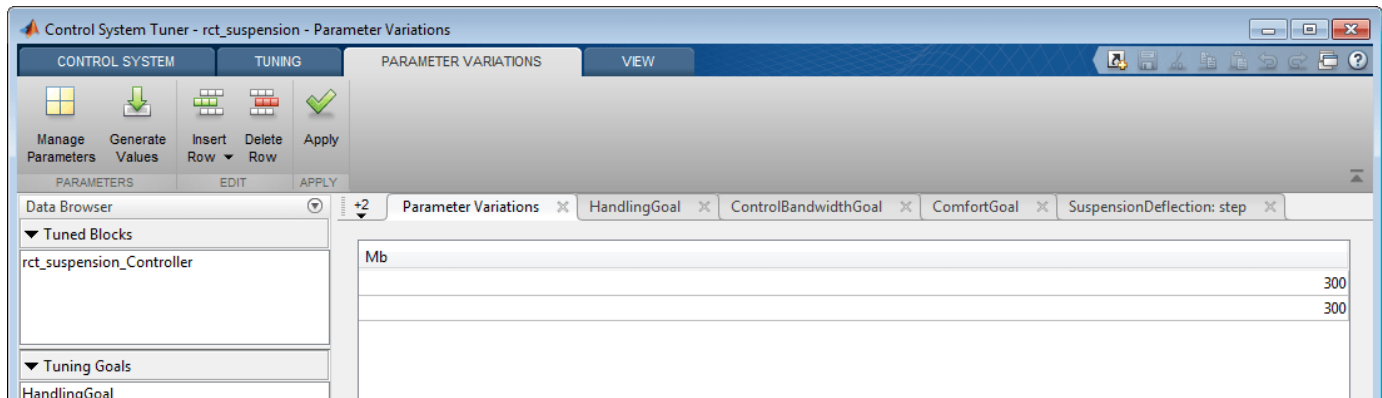 Control System Tuner - rct_suspension - Parameter Variations
CONTROL SYSTEM TUNING PARAMETER VARIATIONS VIEW
Manage Parameters
Generate Values
Insert Row
Delete Row
Apply
PARAMETERS EDIT APPLY
Data Browser
+2 Parameter Variations HandlingGoal ControlBandwidthGoal ComfortGoal SuspensionDeflection: step
Tuned Blocks
rct_suspension_Controller
Mb
300
300
Tuning Goals
HandlingGoal